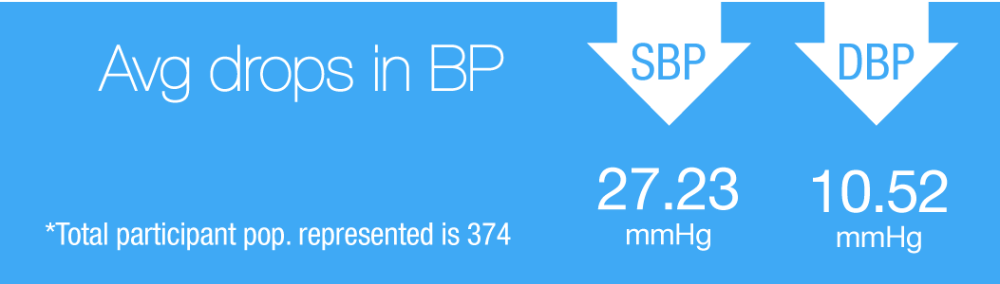 Avg drops in BP
SBP
DBP
27.23
mmHg
10.52
mmHg
*Total participant pop. represented is 374